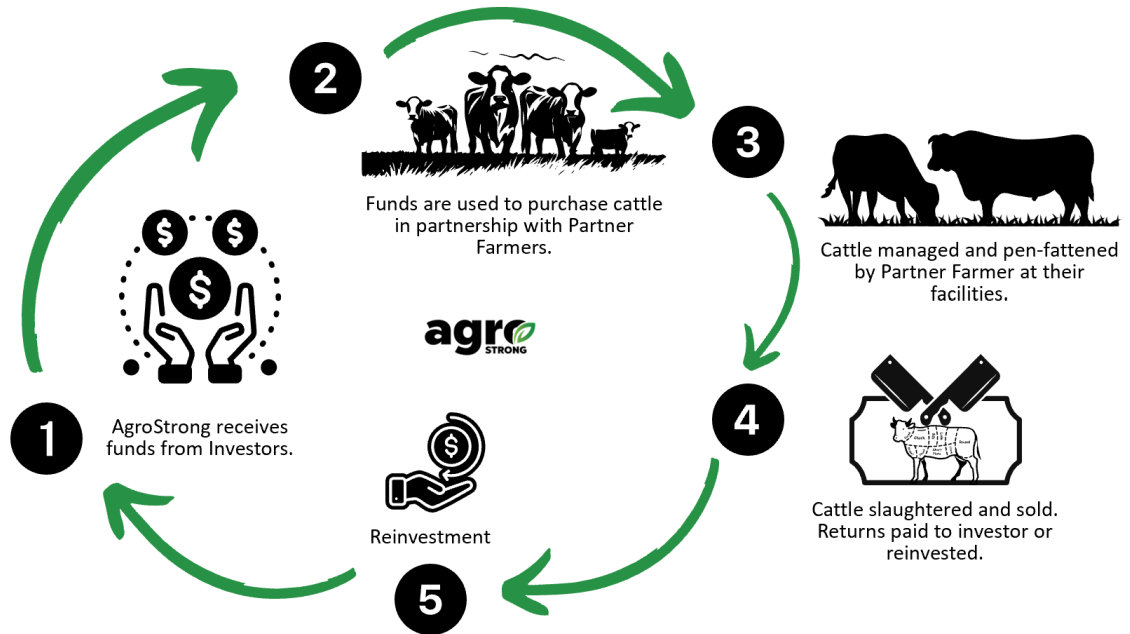 1
AgroStrong receives
funds from Investors.
2
Funds are used to purchase cattle
in partnership with Partner
Farmers.
3
Cattle managed and pen-fattened
by Partner Farmer at their
facilities.
4
Cattle slaughtered and sold.
Returns paid to investor or
reinvested.
5
Reinvestment
agro
STRONG
$ $
$
$